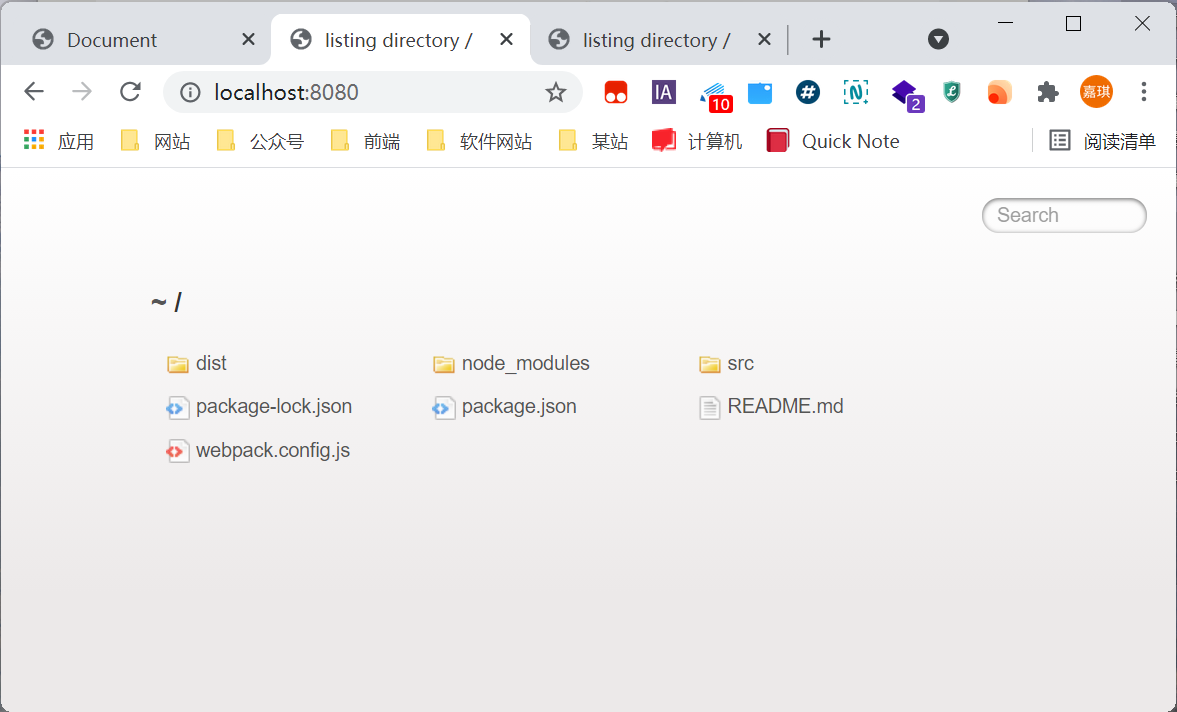 Document listing directory / listing directory /
localhost:8080 IA 10 # N 2 L 嘉琪
应用 网站 公众号 前端 软件网站 某站 计算机 Quick Note 阅读清单
Search
~ /
dist node_modules src
package-lock.json package.json README.md
webpack.config.js